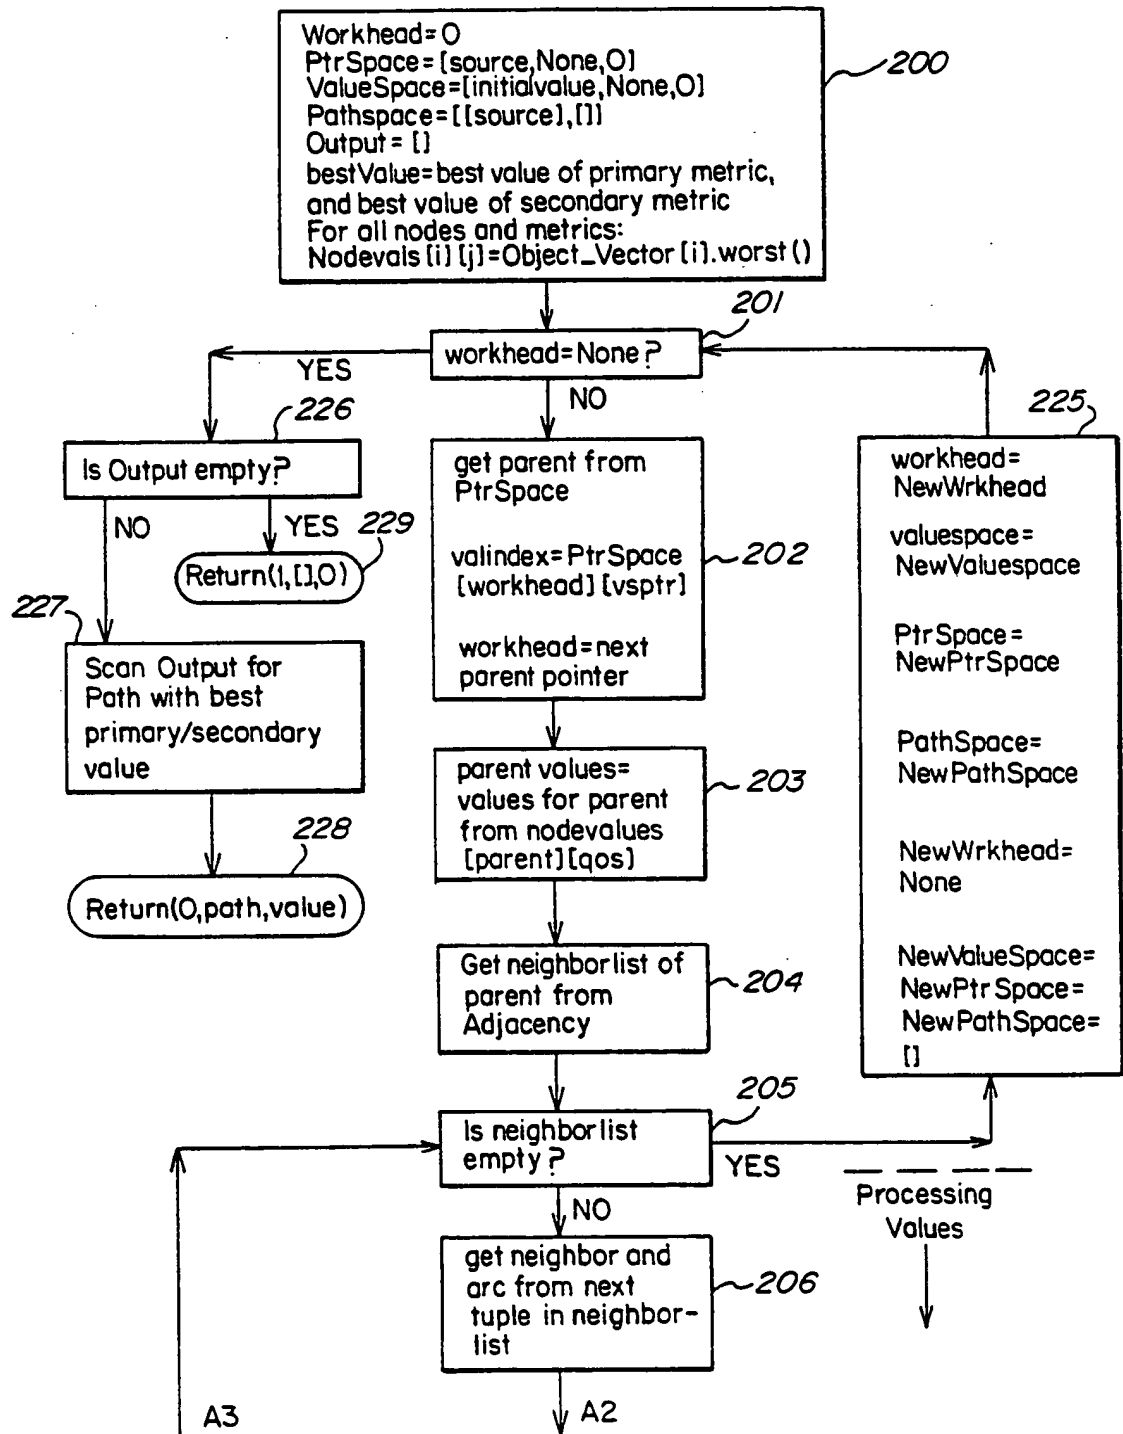 Workhead=0
PtrSpace=[source,None,0]
ValueSpace=[initialvalue,None,0]
Pathspace=[[source],[]]
Output=[]
bestValue=best value of primary metric,
and best value of secondary metric
For all nodes and metrics:
Nodevals[i][j]=Object_Vector[i].worst()
200
workhead=None?
201
YES
NO
Is Output empty?
226
NO
YES
Return(1,[],0)
229
Scan Output for
Path with best
primary/secondary
value
227
Return(0,path,value)
228
get parent from
PtrSpace
valindex=PtrSpace
[workhead][vsptr]
workhead=next
parent pointer
202
parent values=
values for parent
from nodevalues
[parent][qos]
203
Get neighborlist of
parent from
Adjacency
204
Is neighborlist
empty?
205
YES
NO
get neighbor and
arc from next
tuple in neighbor-
list
206
225
workhead=
NewWrkhead
valuespace=
NewValuespace
PtrSpace=
NewPtrSpace
PathSpace=
NewPathSpace
NewWrkhead=
None
NewValueSpace=
NewPtrSpace=
NewPathSpace=
[]
Processing
Values
A3
A2